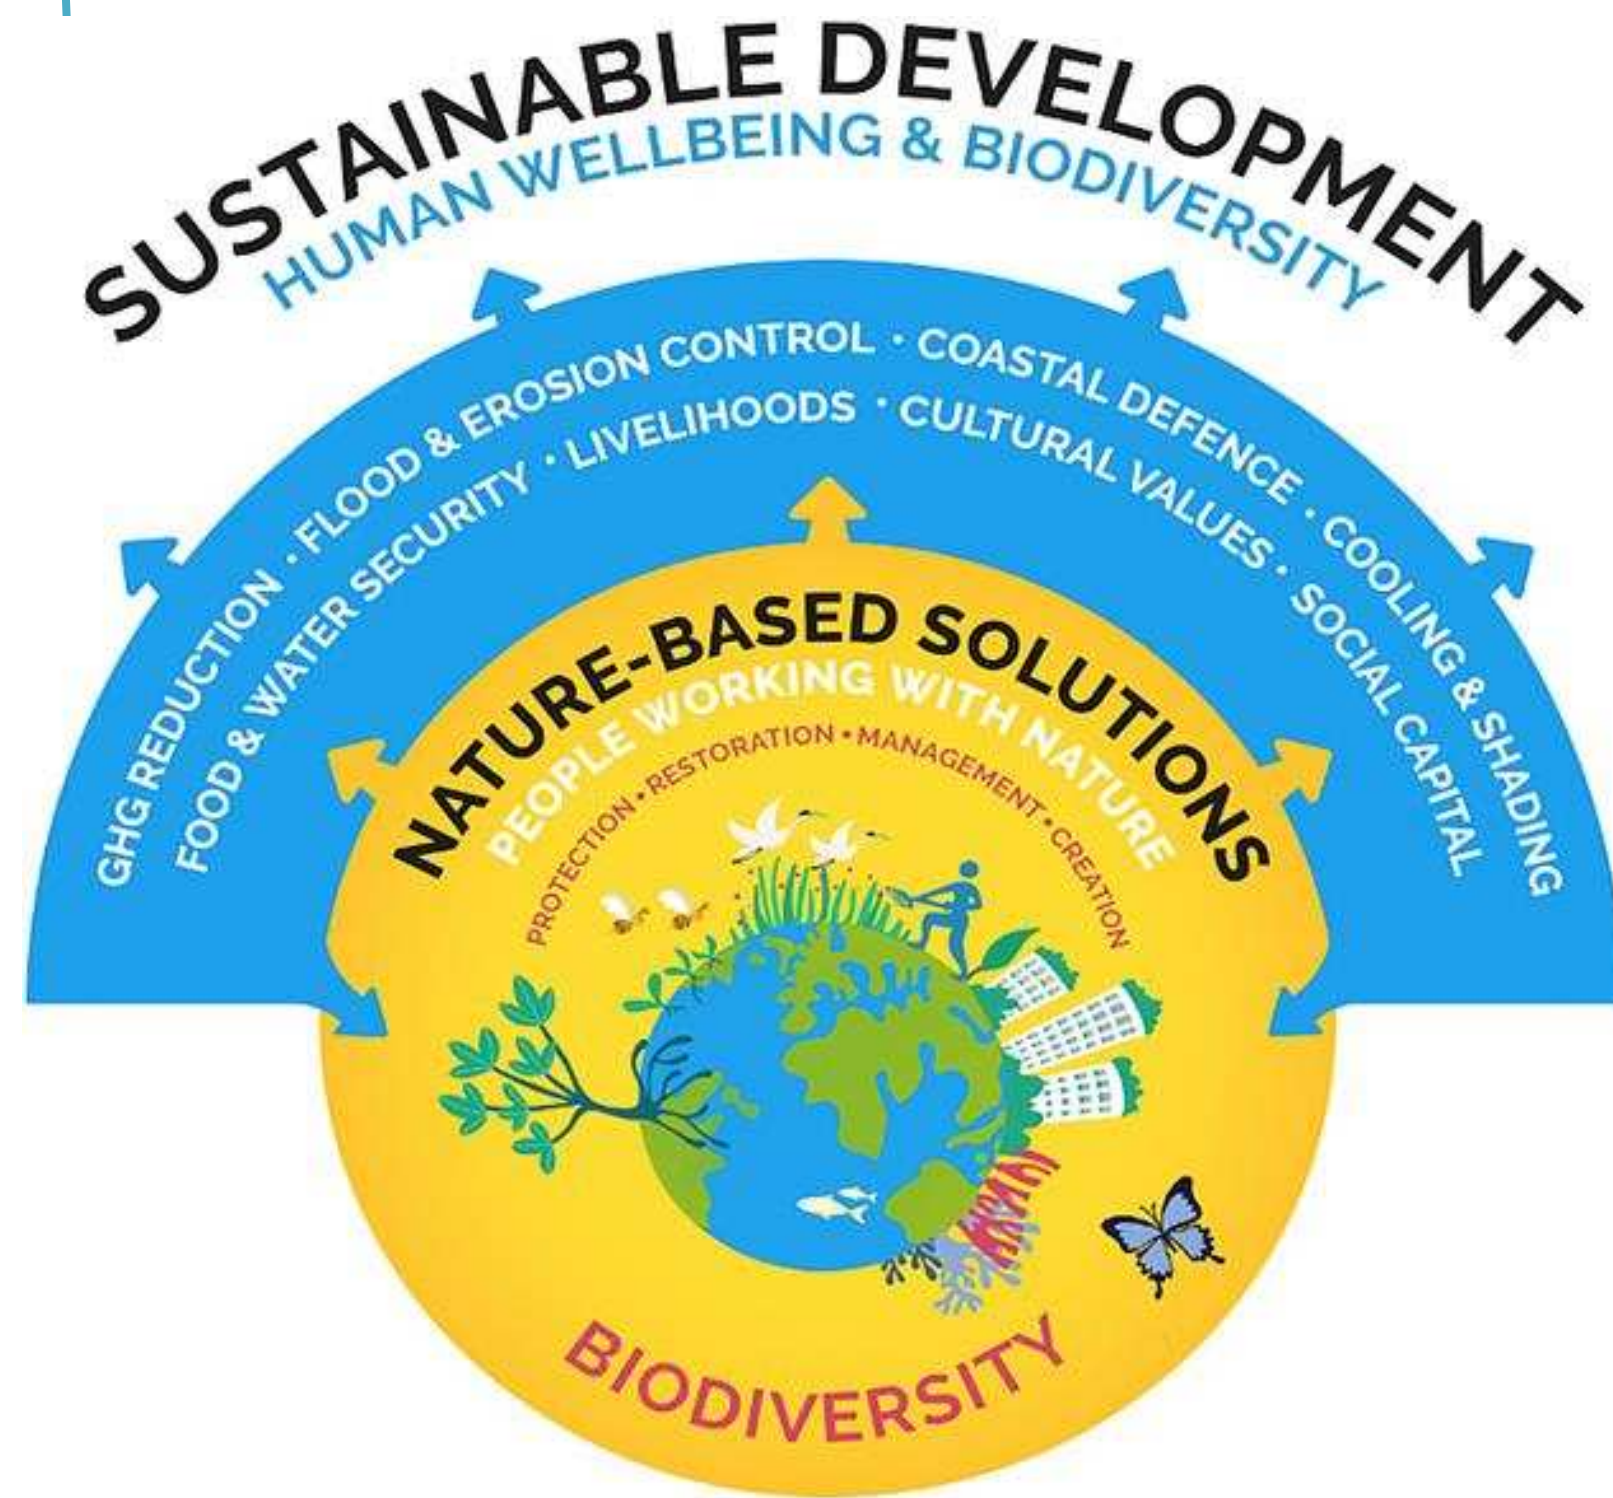 SUSTAINABLE DEVELOPMENT
HUMAN WELLBEING & BIODIVERSITY
GHG REDUCTION · FLOOD & EROSION CONTROL · COASTAL DEFENCE · COOLING & SHADING
FOOD & WATER SECURITY · LIVELIHOODS · CULTURAL VALUES · SOCIAL CAPITAL
NATURE-BASED SOLUTIONS
PEOPLE WORKING WITH NATURE
PROTECTION • RESTORATION • MANAGEMENT • CREATION
BIODIVERSITY